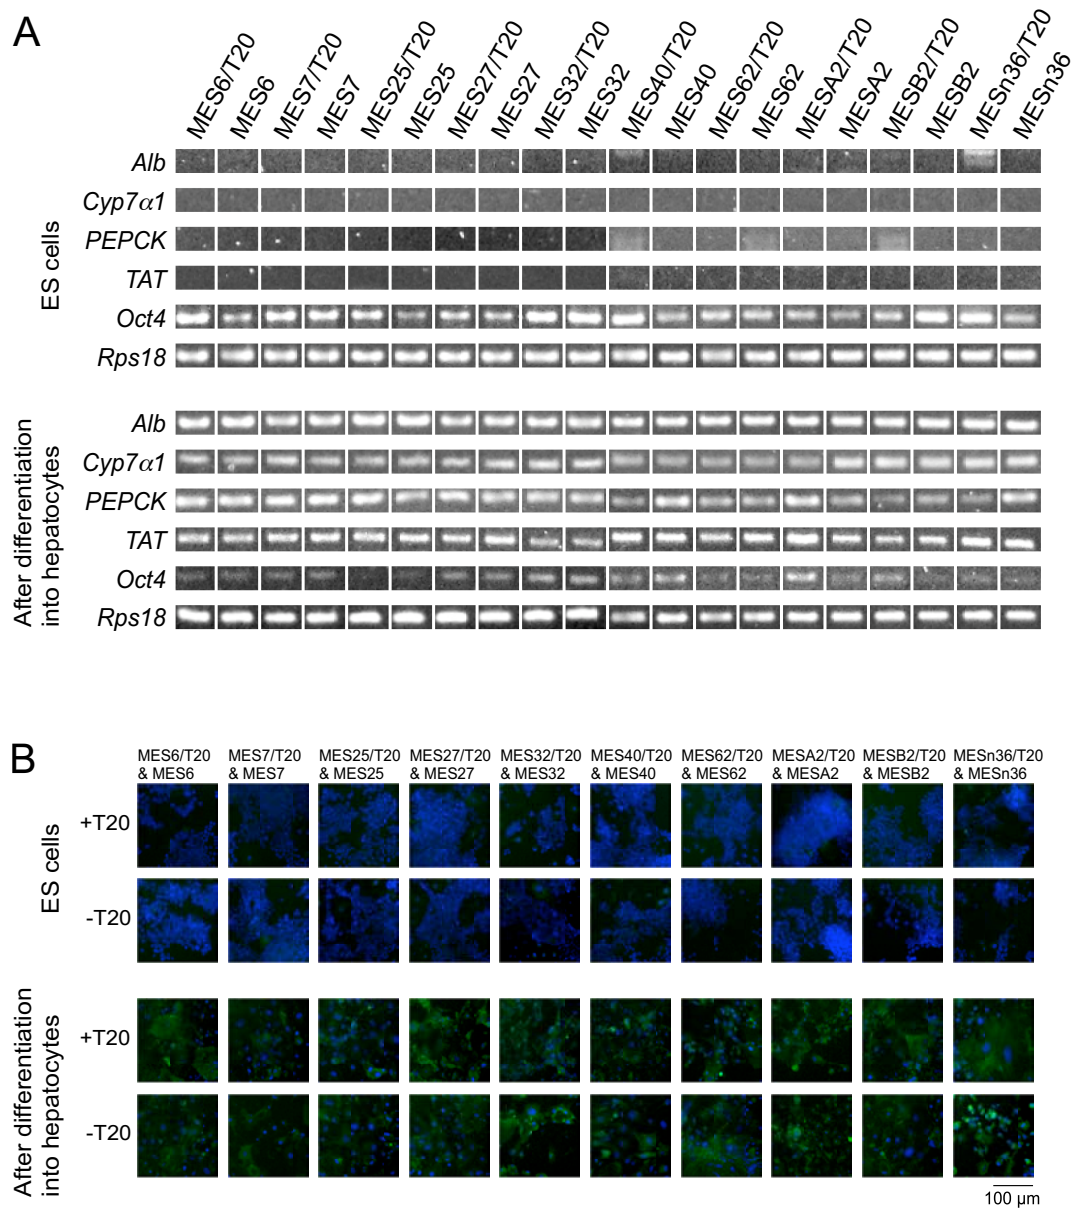 A
MES6/T20
MES6
MES7/T20
MES7
MES25/T20
MES25
MES27/T20
MES27
MES32/T20
MES32
MES40/T20
MES40
MES62/T20
MES62
MESA2/T20
MESA2
MESB2/T20
MESB2
MESn36/T20
MESn36
ES cells
Alb
Cyp7α1
PEPCK
TAT
Oct4
Rps18
After differentiation
into hepatocytes
Alb
Cyp7α1
PEPCK
TAT
Oct4
Rps18
B
MES6/T20
& MES6
MES7/T20
& MES7
MES25/T20
& MES25
MES27/T20
& MES27
MES32/T20
& MES32
MES40/T20
& MES40
MES62/T20
& MES62
MESA2/T20
& MESA2
MESB2/T20
& MESB2
MESn36/T20
& MESn36
ES cells
+T20
-T20
After differentiation
into hepatocytes
+T20
-T20
100 µm